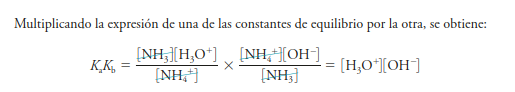 Multiplicando la expresión de una de las constantes de equilibrio por la otra, se obtiene:
KₐK_b = [NH₃][H₃O⁺] / [NH₄⁺] × [NH₄⁺][OH⁻] / [NH₃] = [H₃O⁺][OH⁻]